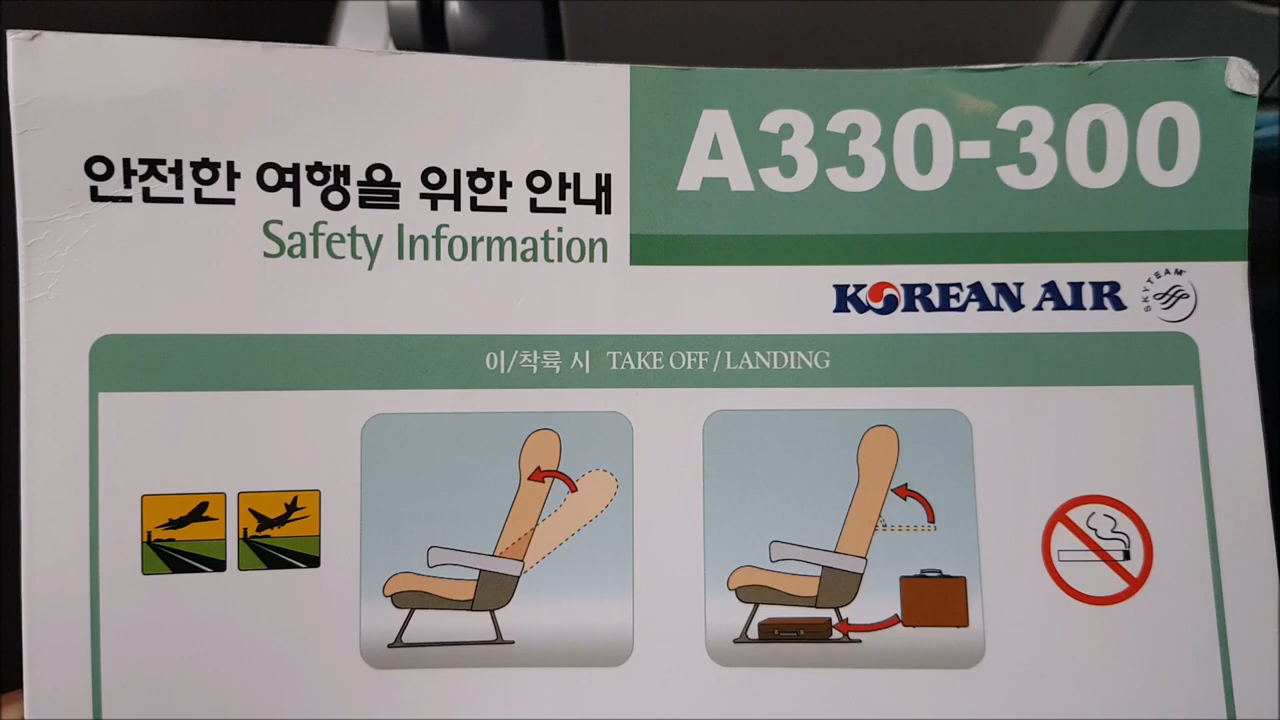 안전한 여행을 위한 안내
Safety Information
A330-300
KOREAN AIR
SKYTEAM
이/착륙 시 TAKE OFF / LANDING